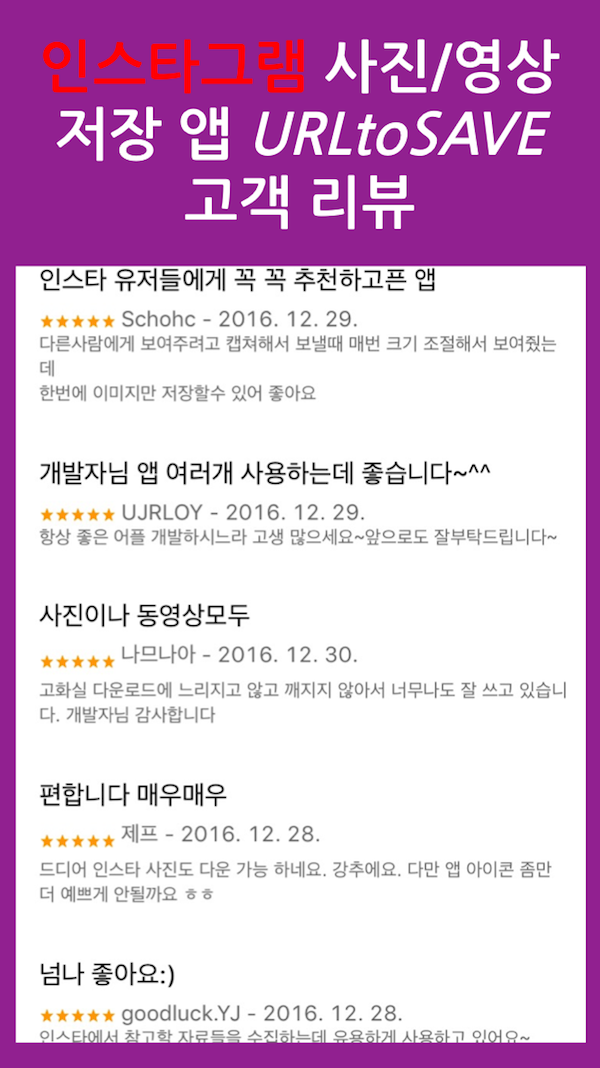 인스타그램 사진/영상
저장 앱 URLtoSAVE
고객 리뷰
인스타 유저들에게 꼭 꼭 추천하고픈 앱
★★★★★ Schohc - 2016. 12. 29.
다른사람에게 보여주려고 캡쳐해서 보낼때 매번 크기 조절해서 보여줬는
데
한번에 이미지만 저장할수 있어 좋아요
개발자님 앱 여러개 사용하는데 좋습니다~^^
★★★★★ UJRLOY - 2016. 12. 29.
항상 좋은 어플 개발하시느라 고생 많으세요~앞으로도 잘부탁드립니다~
사진이나 동영상모두
★★★★★ 나므나아 - 2016. 12. 30.
고화실 다운로드에 느리지고 않고 깨지지 않아서 너무나도 잘 쓰고 있습니
다. 개발자님 감사합니다
편합니다 매우매우
★★★★★ 제프 - 2016. 12. 28.
드디어 인스타 사진도 다운 가능 하네요. 강추에요. 다만 앱 아이콘 좀만
더 예쁘게 안될까요 ㅎㅎ
넘나 좋아요:)
★★★★★ goodluck.YJ - 2016. 12. 28.
인스타에서 참고할 자료들을 수집하는데 유용하게 사용하고 있어요~